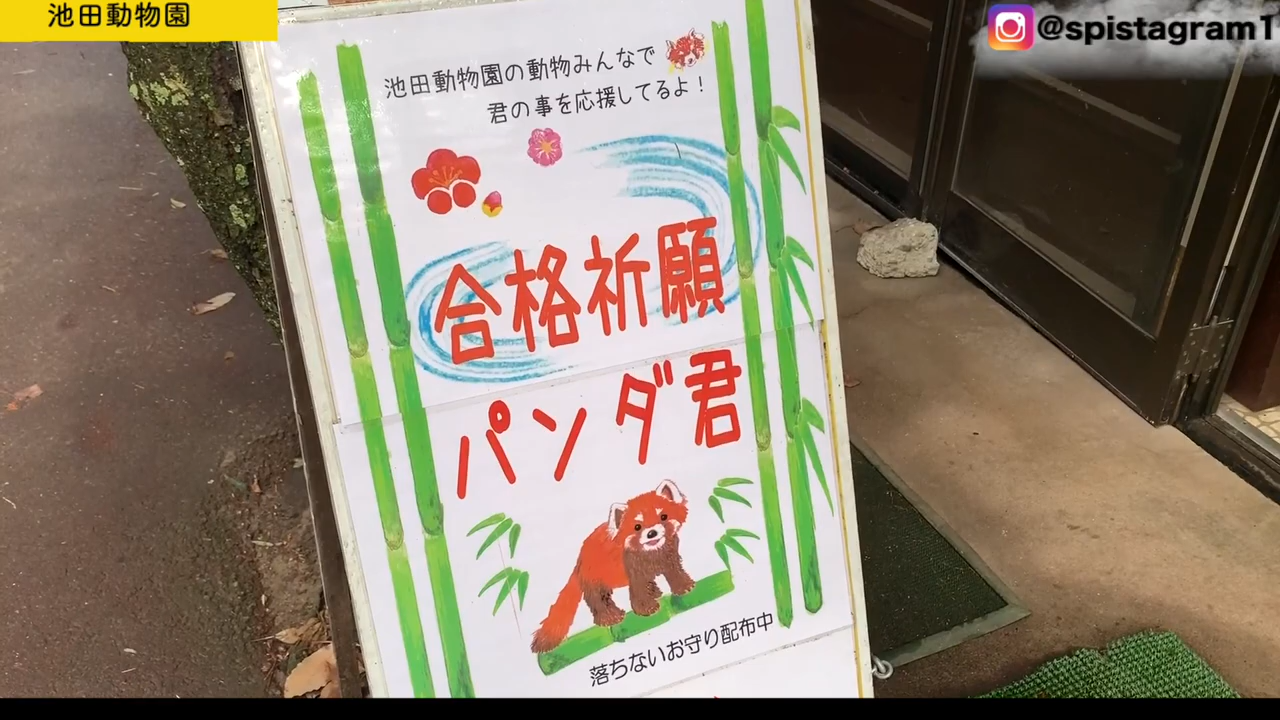 池田動物園
@spistagram1
池田動物園の動物みんなで
君の事を応援してるよ！
合格祈願
パンダ君
落ちないお守り配布中